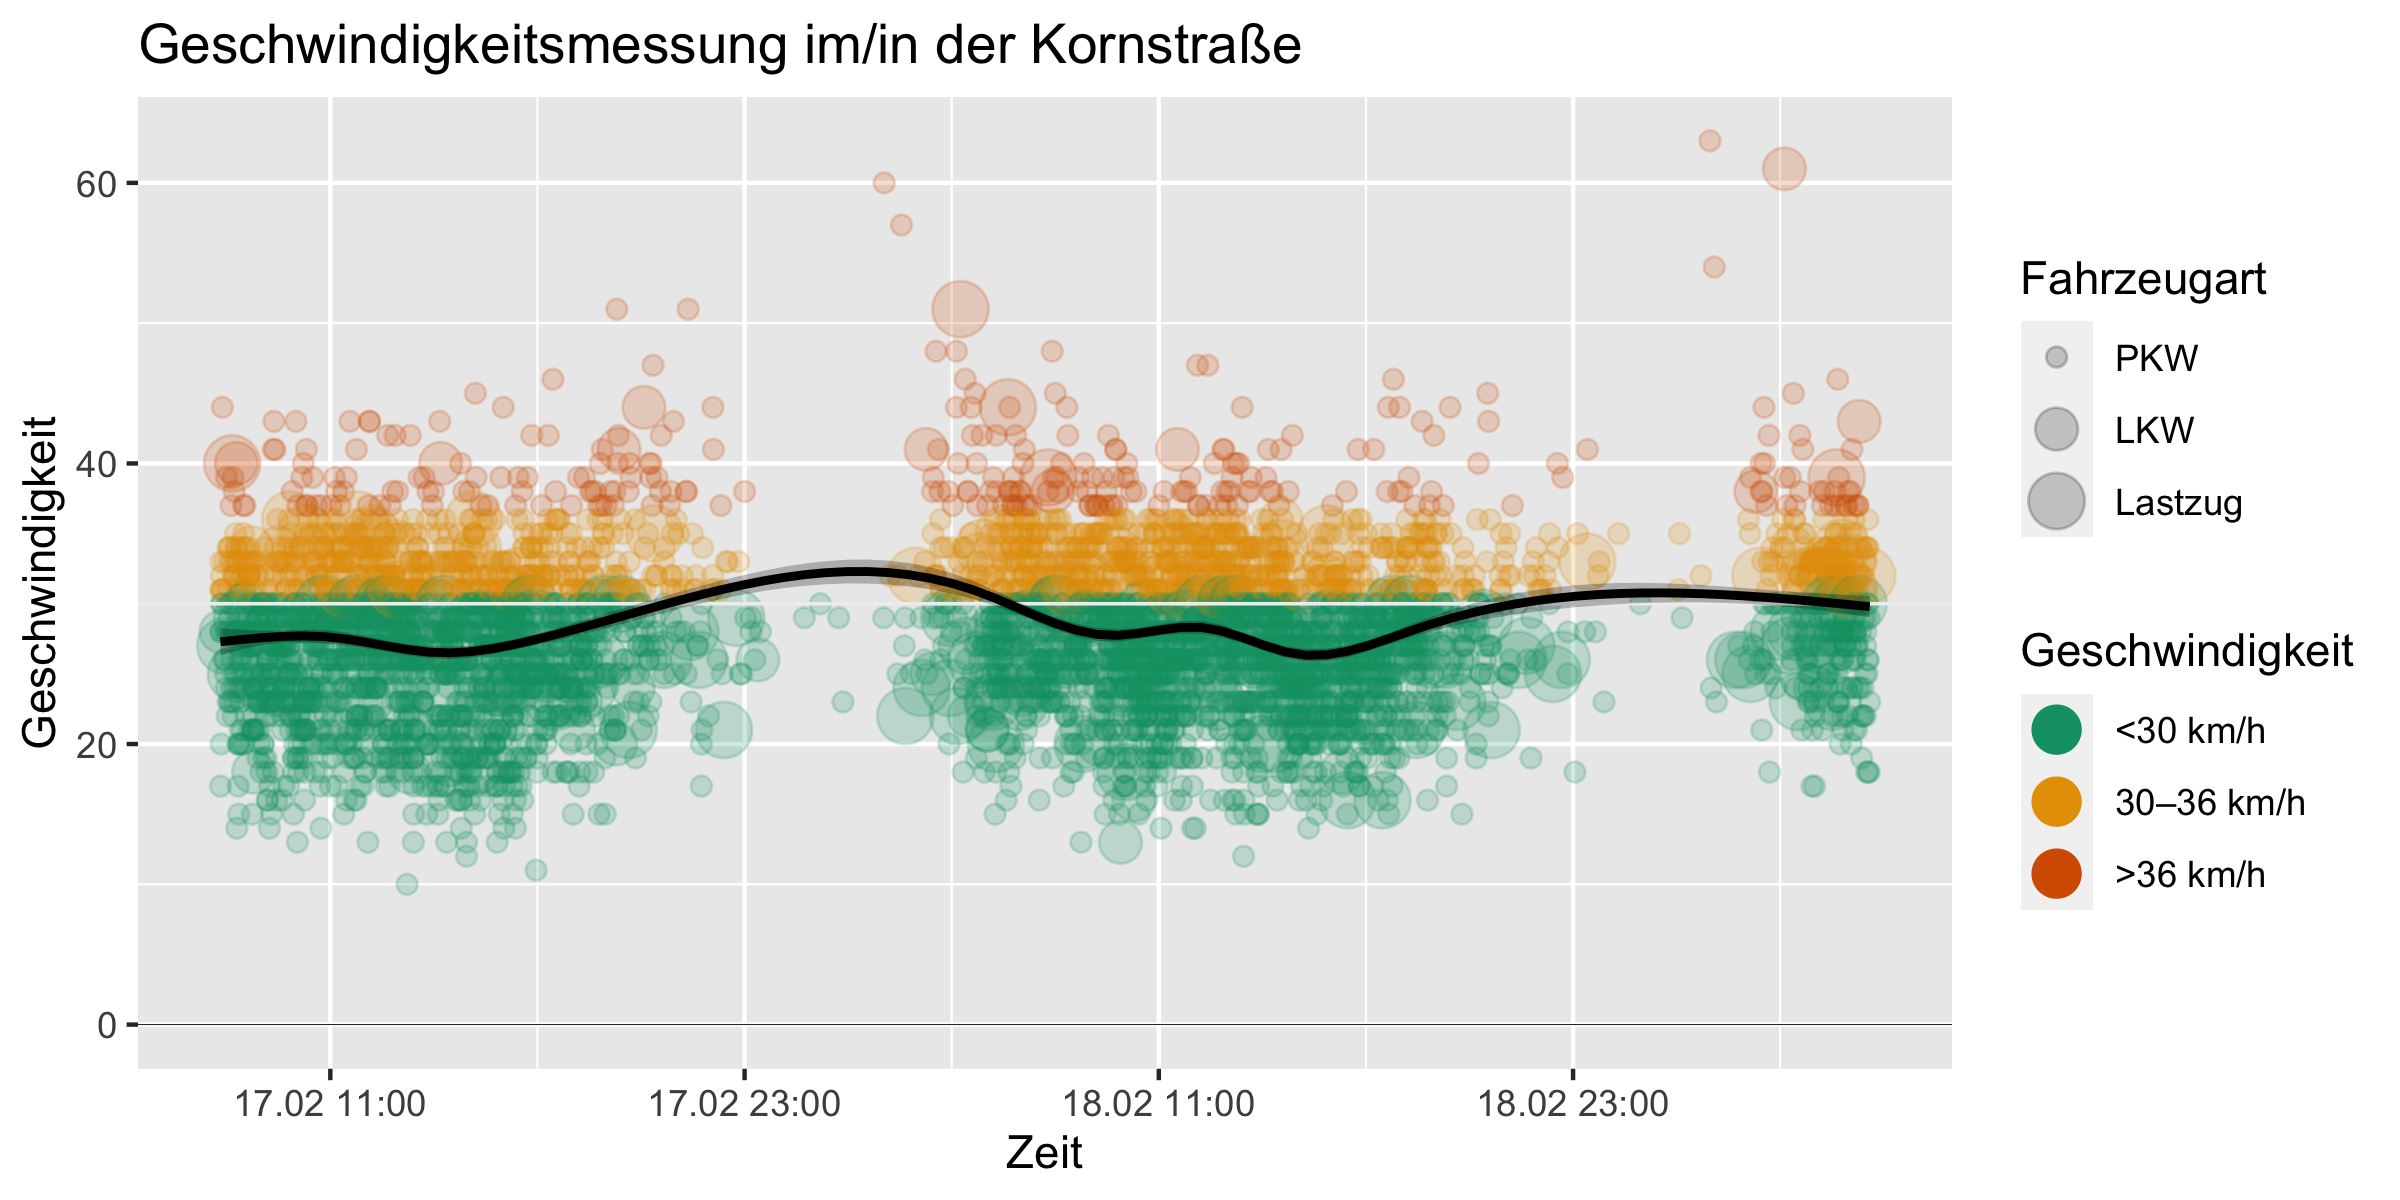 Geschwindigkeitsmessung im/in der Kornstraße
Geschwindigkeit
60
40
20
0
17.02 11:00
17.02 23:00
18.02 11:00
18.02 23:00
Zeit
Fahrzeugart
PKW
LKW
Lastzug
Geschwindigkeit
<30 km/h
30–36 km/h
>36 km/h